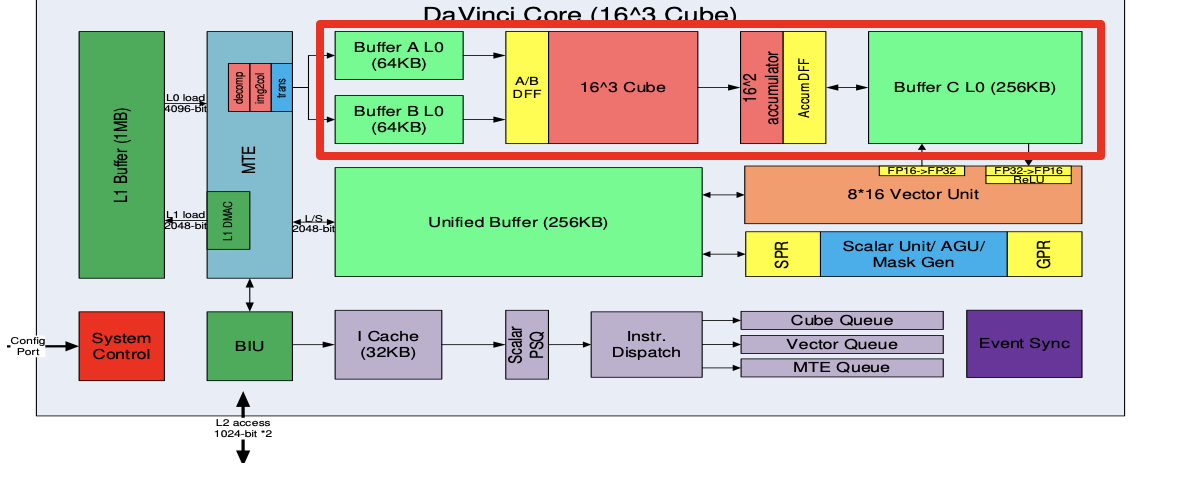 DaVinci Core (16^3 Cube)
L1 Buffer (1MB)
L0 load
4096-bit
L1 load
2048-bit
MTE
decomp
img2col
trans
L1 DMAC
L/S
2048-bit
Buffer A L0
(64KB)
Buffer B L0
(64KB)
A/B
DFF
16^3 Cube
16^2
accumulator
Accum DFF
Buffer C L0 (256KB)
Unified Buffer (256KB)
FP16->FP32
FP32->FP16
ReLU
8*16 Vector Unit
SPR
Scalar Unit/ AGU/
Mask Gen
GPR
Config
Port
System
Control
BIU
I Cache
(32KB)
Scalar
PSQ
Instr.
Dispatch
Cube Queue
Vector Queue
MTE Queue
Event Sync
L2 access
1024-bit *2